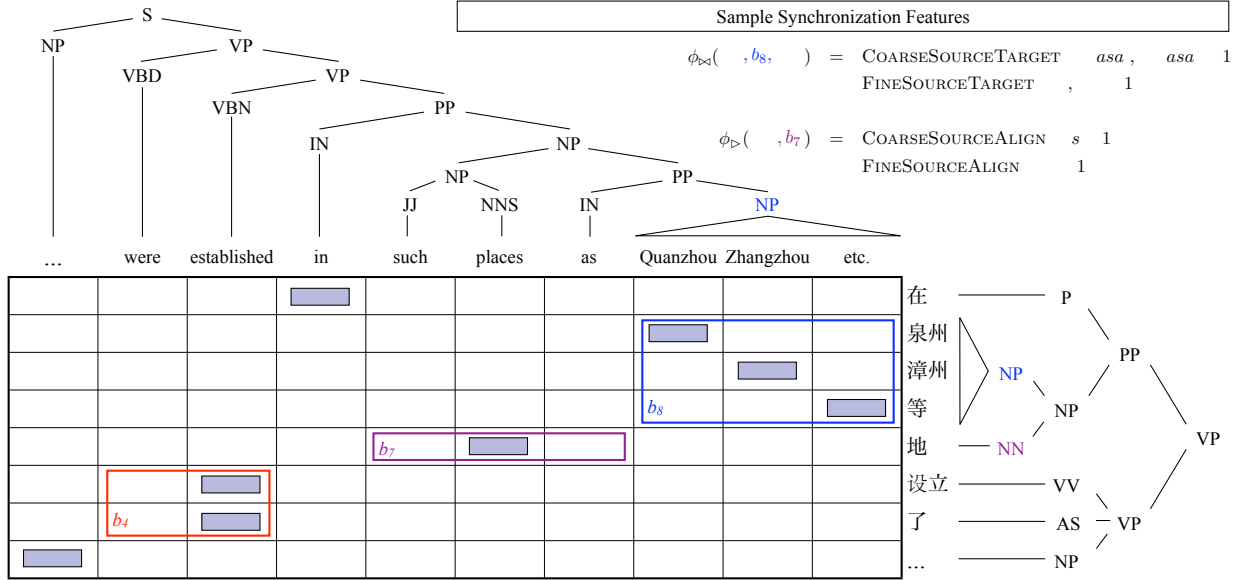 S
Sample Synchronization Features
NP VP
VBD VP
VBN PP
IN NP
NP PP
JJ NNS IN NP
ϕ⋈( , b8, ) = COARSESOURCETARGET asa , asa 1
FINESOURCETARGET , 1
ϕ▷( , b7) = COARSESOURCEALIGN s 1
FINESOURCEALIGN 1
... were established in such places as Quanzhou Zhangzhou etc.
在 P
泉州
漳州 NP PP
b8 等 NP
b7 地 NN VP
设立 VV
b4 了 AS VP
... NP